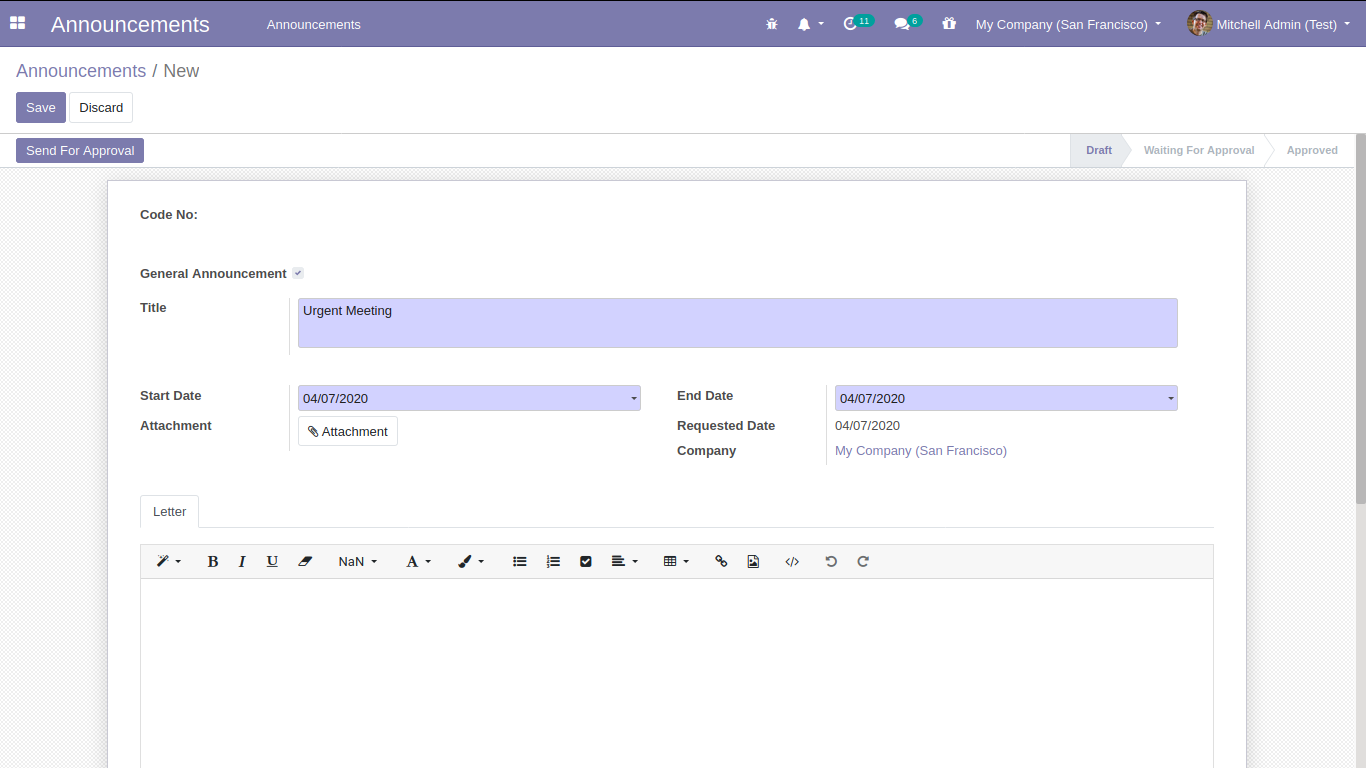 Announcements Announcements 11 6 My Company (San Francisco) Mitchell Admin (Test)
Announcements / New
Save Discard
Send For Approval Draft Waiting For Approval Approved
Code No:
General Announcement
Title Urgent Meeting
Start Date 04/07/2020 End Date 04/07/2020
Attachment Attachment Requested Date 04/07/2020
Company My Company (San Francisco)
Letter
B I U NaN A